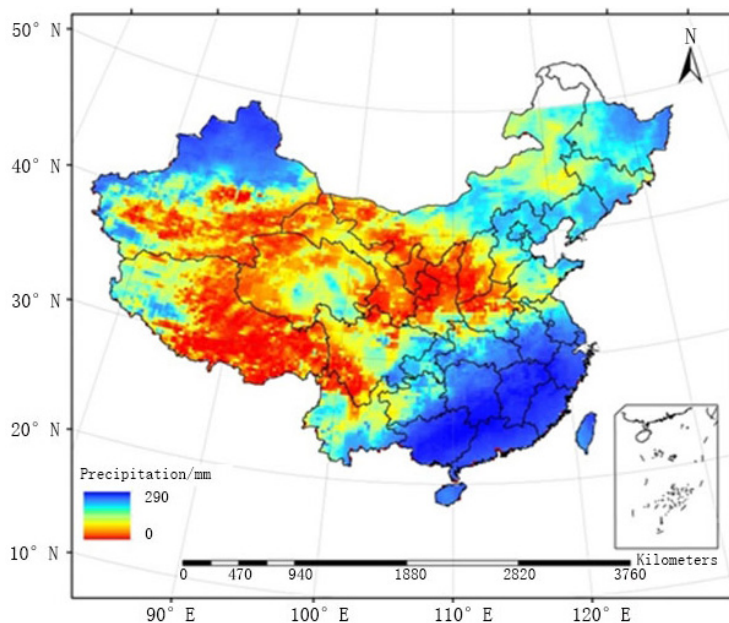 50° N
N
40° N
30° N
20° N
Precipitation/mm
290
0
10° N
Kilometers
0 470 940 1880 2820 3760
90° E 100° E 110° E 120° E